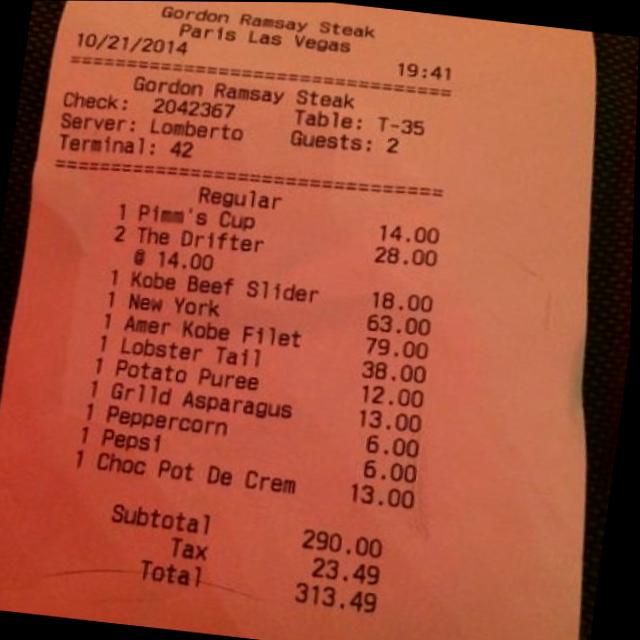 Gordon Ramsay Steak
Paris Las Vegas
10/21/2014 19:41
===================================
Gordon Ramsay Steak
Check: 2042367 Table: T-35
Server: Lomberto Guests: 2
Terminal: 42
===================================
Regular
1 Pimm's Cup 14.00
2 The Drifter 28.00
@ 14.00
1 Kobe Beef Slider 18.00
1 New York 63.00
1 Amer Kobe Filet 79.00
1 Lobster Tail 38.00
1 Potato Puree 12.00
1 Grlld Asparagus 13.00
1 Peppercorn 6.00
1 Pepsi 6.00
1 Choc Pot De Crem 13.00
Subtotal 290.00
Tax 23.49
Total 313.49